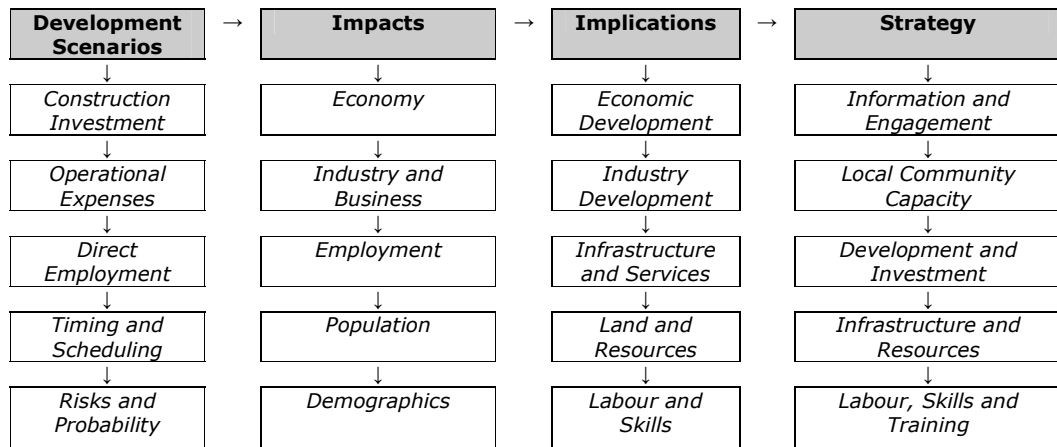 Development
Scenarios
→
Impacts
→
Implications
→
Strategy
↓
↓
↓
↓
Construction
Investment
Economy
Economic
Development
Information and
Engagement
↓
↓
↓
↓
Operational
Expenses
Industry and
Business
Industry
Development
Local Community
Capacity
↓
↓
↓
↓
Direct
Employment
Employment
Infrastructure
and Services
Development and
Investment
↓
↓
↓
↓
Timing and
Scheduling
Population
Land and
Resources
Infrastructure and
Resources
↓
↓
↓
↓
Risks and
Probability
Demographics
Labour and
Skills
Labour, Skills and
Training